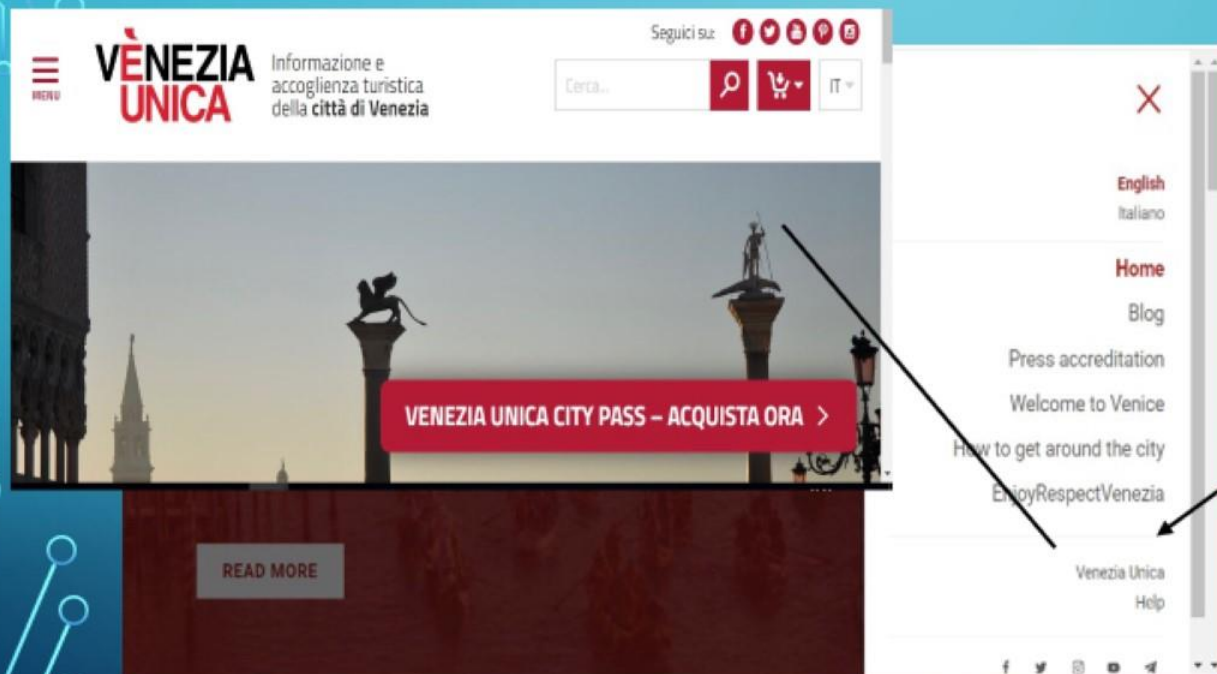 Seguici su:
MENU
VÈNEZIA
UNICA
Informazione e
accoglienza turistica
della città di Venezia
Cerca...
IT
VENEZIA UNICA CITY PASS – ACQUISTA ORA
READ MORE
English
Italiano
Home
Blog
Press accreditation
Welcome to Venice
How to get around the city
EnjoyRespectVenezia
Venezia Unica
Help